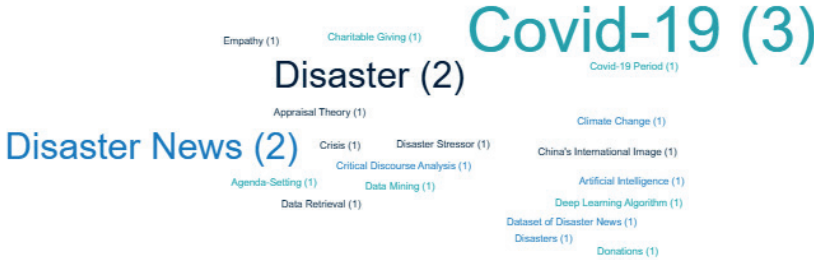 Covid-19 (3)
Empathy (1)
Charitable Giving (1)
Disaster (2)
Covid-19 Period (1)
Appraisal Theory (1)
Climate Change (1)
Disaster News (2)
Crisis (1)
Disaster Stressor (1)
China's International Image (1)
Critical Discourse Analysis (1)
Agenda-Setting (1)
Data Mining (1)
Artificial Intelligence (1)
Data Retrieval (1)
Deep Learning Algorithm (1)
Dataset of Disaster News (1)
Disasters (1)
Donations (1)